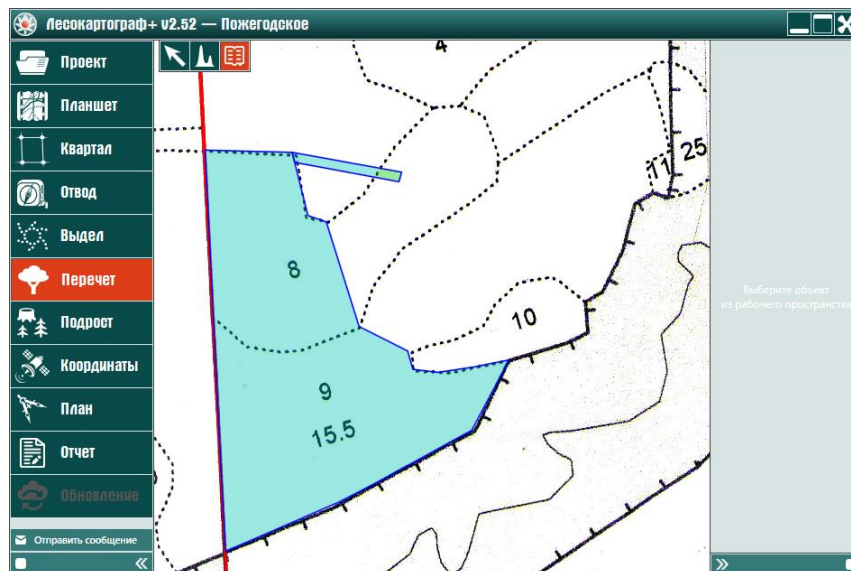 Лесокартограф+ v2.52 — Пожегодское
Проект
Планшет
Квартал
Отвод
Выдел
Перечет
Подрост
Координаты
План
Отчет
Обновление
Отправить сообщение
4
25
11
8
10
9
15.5
Выберите объект
из рабочего пространства